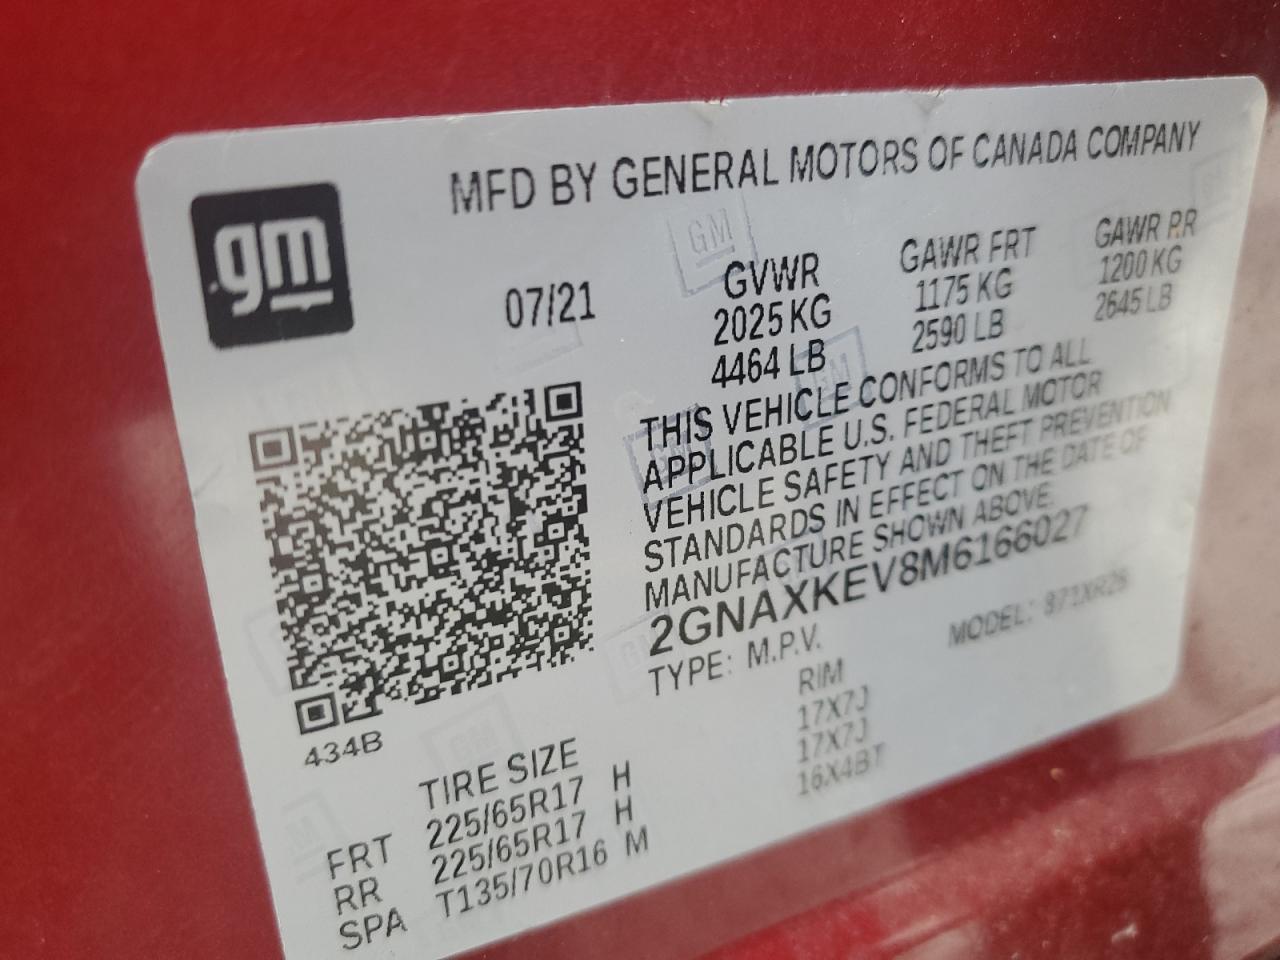 gm
MFD BY GENERAL MOTORS OF CANADA COMPANY
07/21 GVWR GAWR FRT GAWR RR
2025 KG 1175 KG 1200 KG
4464 LB 2590 LB 2645 LB
THIS VEHICLE CONFORMS TO ALL
APPLICABLE U.S. FEDERAL MOTOR
VEHICLE SAFETY AND THEFT PREVENTION
STANDARDS IN EFFECT ON THE DATE OF
MANUFACTURE SHOWN ABOVE.
2GNAXKEV8M6166027
TYPE: M.P.V. MODEL:
434B
TIRE SIZE RIM
FRT 225/65R17 H 17X7J
RR 225/65R17 H 17X7J
SPA T135/70R16 M 16X4BT